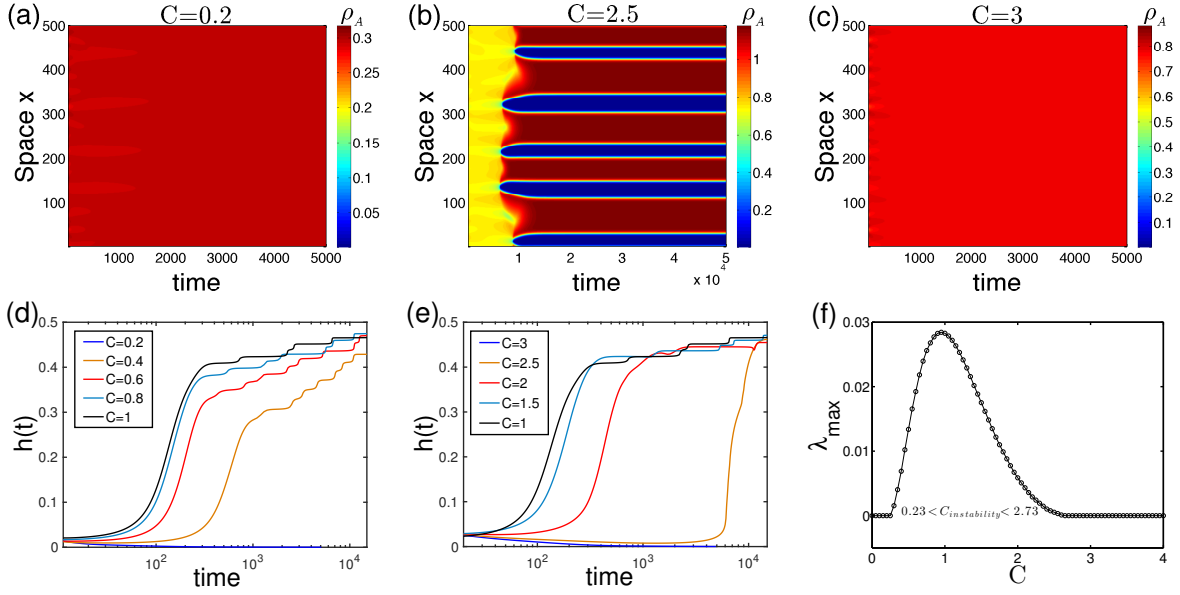 (a) C=0.2 ρ_A
500
400
300
200
100
Space x
1000 2000 3000 4000 5000
time
0.3
0.25
0.2
0.15
0.1
0.05
(b) C=2.5 ρ_A
500
400
300
200
100
Space x
1 2 3 4 5
time x 10^4
1
0.8
0.6
0.4
0.2
(c) C=3 ρ_A
500
400
300
200
100
Space x
1000 2000 3000 4000 5000
time
0.8
0.7
0.6
0.5
0.4
0.3
0.2
0.1
(d)
0.5
0.4
0.3
0.2
0.1
0
h(t)
C=0.2
C=0.4
C=0.6
C=0.8
C=1
10^2 10^3 10^4
time
(e)
0.5
0.4
0.3
0.2
0.1
0
h(t)
C=3
C=2.5
C=2
C=1.5
C=1
10^2 10^3 10^4
time
(f)
0.03
0.02
0.01
0
λ_max
0.23<C_instability<2.73
0 1 2 3 4
C